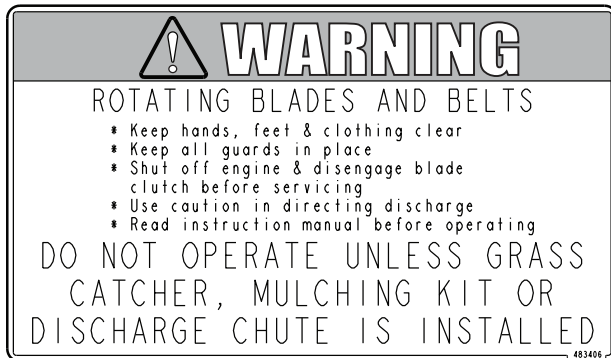 WARNING
ROTATING BLADES AND BELTS
* Keep hands, feet & clothing clear
* Keep all guards in place
* Shut off engine & disengage blade
clutch before servicing
* Use caution in directing discharge
* Read instruction manual before operating
DO NOT OPERATE UNLESS GRASS
CATCHER, MULCHING KIT OR
DISCHARGE CHUTE IS INSTALLED
483406